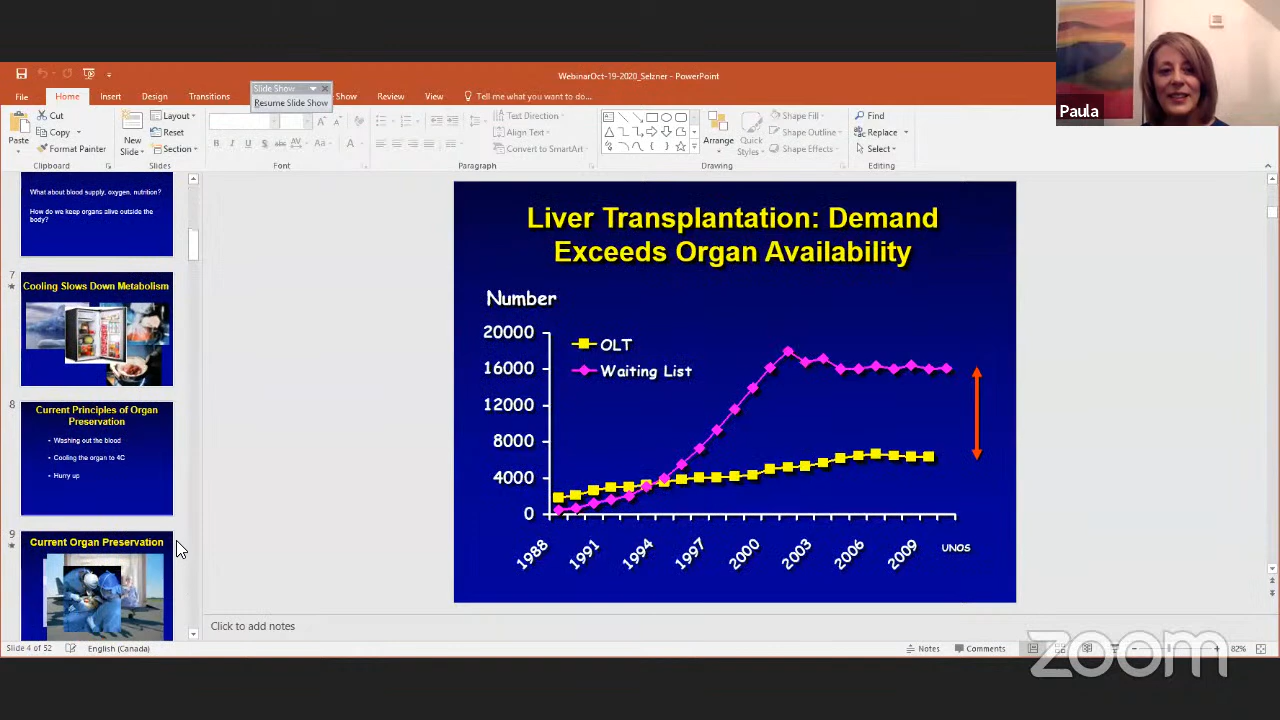 WebinarOct-19-2020_Selzner - PowerPoint
Paula
File
Home
Insert
Design
Transitions
Slide Show
Resume Slide Show
Show
Review
View
Tell me what you want to do...
Paste
Cut
Copy
Format Painter
Clipboard
New
Slide
Layout
Reset
Section
Slides
B I U S abc AV Aa A
Font
Text Direction
Align Text
Convert to SmartArt
Paragraph
Arrange
Quick
Styles
Shape Fill
Shape Outline
Shape Effects
Drawing
Find
Replace
Select
Editing
What about blood supply, oxygen, nutrition?
How do we keep organs alive outside the
body?
7
Cooling Slows Down Metabolism
8
Current Principles of Organ
Preservation
• Washing out the blood
• Cooling the organ to 4C
• Hurry up
9
Current Organ Preservation
Liver Transplantation: Demand
Exceeds Organ Availability
Number
20000
16000
12000
8000
4000
0
OLT
Waiting List
1988 1991 1994 1997 2000 2003 2006 2009 UNOS
Click to add notes
Slide 4 of 52
English (Canada)
Notes
Comments
82%
zoom